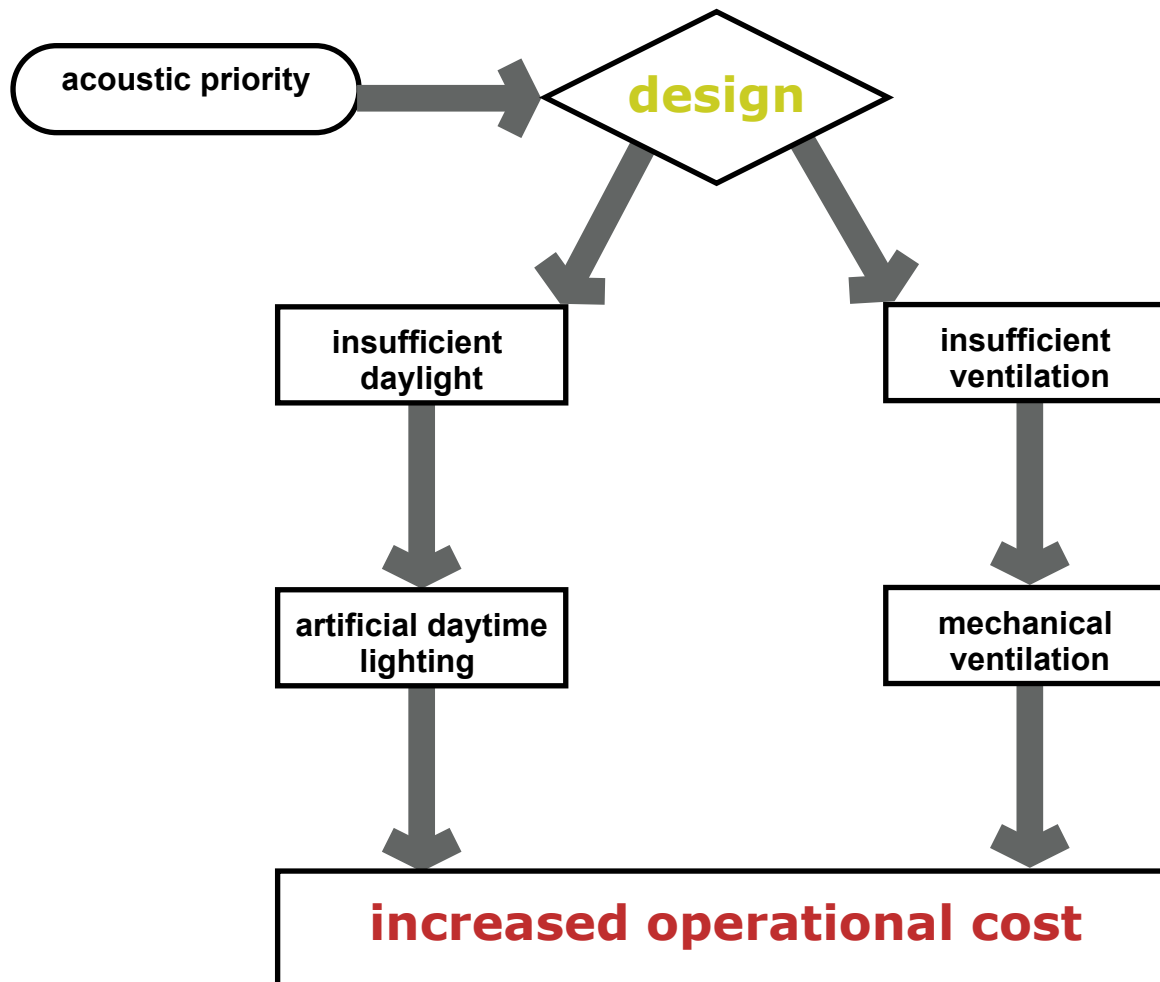 acoustic priority
design
insufficient
daylight
insufficient
ventilation
artificial daytime
lighting
mechanical
ventilation
increased operational cost